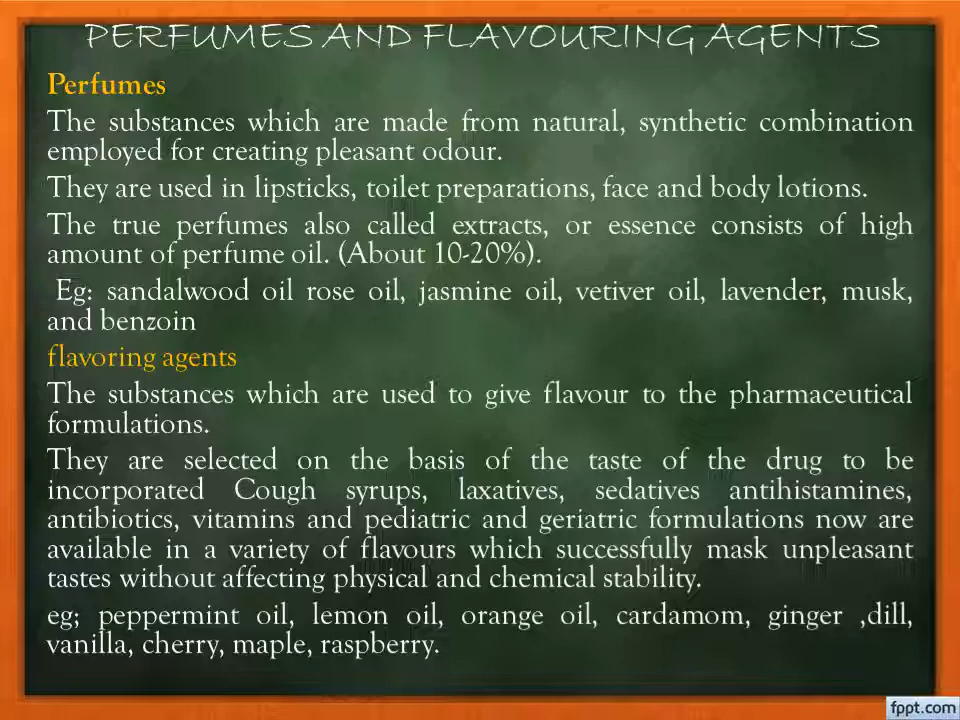 PERFUMES AND FLAVOURING AGENTS
Perfumes
The substances which are made from natural, synthetic combination
employed for creating pleasant odour.
They are used in lipsticks, toilet preparations, face and body lotions.
The true perfumes also called extracts, or essence consists of high
amount of perfume oil. (About 10-20%).
Eg: sandalwood oil rose oil, jasmine oil, vetiver oil, lavender, musk,
and benzoin
flavoring agents
The substances which are used to give flavour to the pharmaceutical
formulations.
They are selected on the basis of the taste of the drug to be
incorporated Cough syrups, laxatives, sedatives antihistamines,
antibiotics, vitamins and pediatric and geriatric formulations now are
available in a variety of flavours which successfully mask unpleasant
tastes without affecting physical and chemical stability.
eg; peppermint oil, lemon oil, orange oil, cardamom, ginger ,dill,
vanilla, cherry, maple, raspberry.
fppt.com